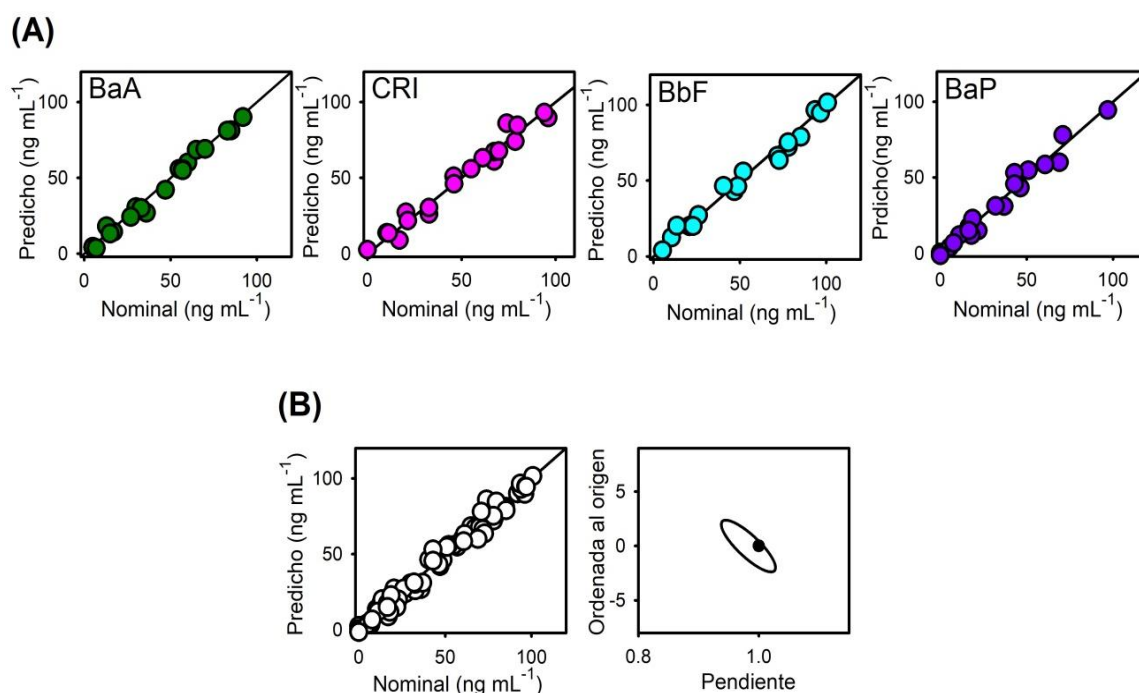 (A)
BaA
Predicho (ng mL⁻¹)
100
50
0
0
50
100
Nominal (ng mL⁻¹)
CRI
Predicho (ng mL⁻¹)
100
50
0
0
50
100
Nominal (ng mL⁻¹)
BbF
Predicho (ng mL⁻¹)
100
50
0
0
50
100
Nominal (ng mL⁻¹)
BaP
Prdicho(ng mL⁻¹)
100
50
0
0
50
100
Nominal (ng mL⁻¹)
(B)
Predicho (ng mL⁻¹)
100
50
0
0
50
100
Nominal (ng mL⁻¹)
Ordenada al origen
5
0
-5
0.8
1.0
Pendiente